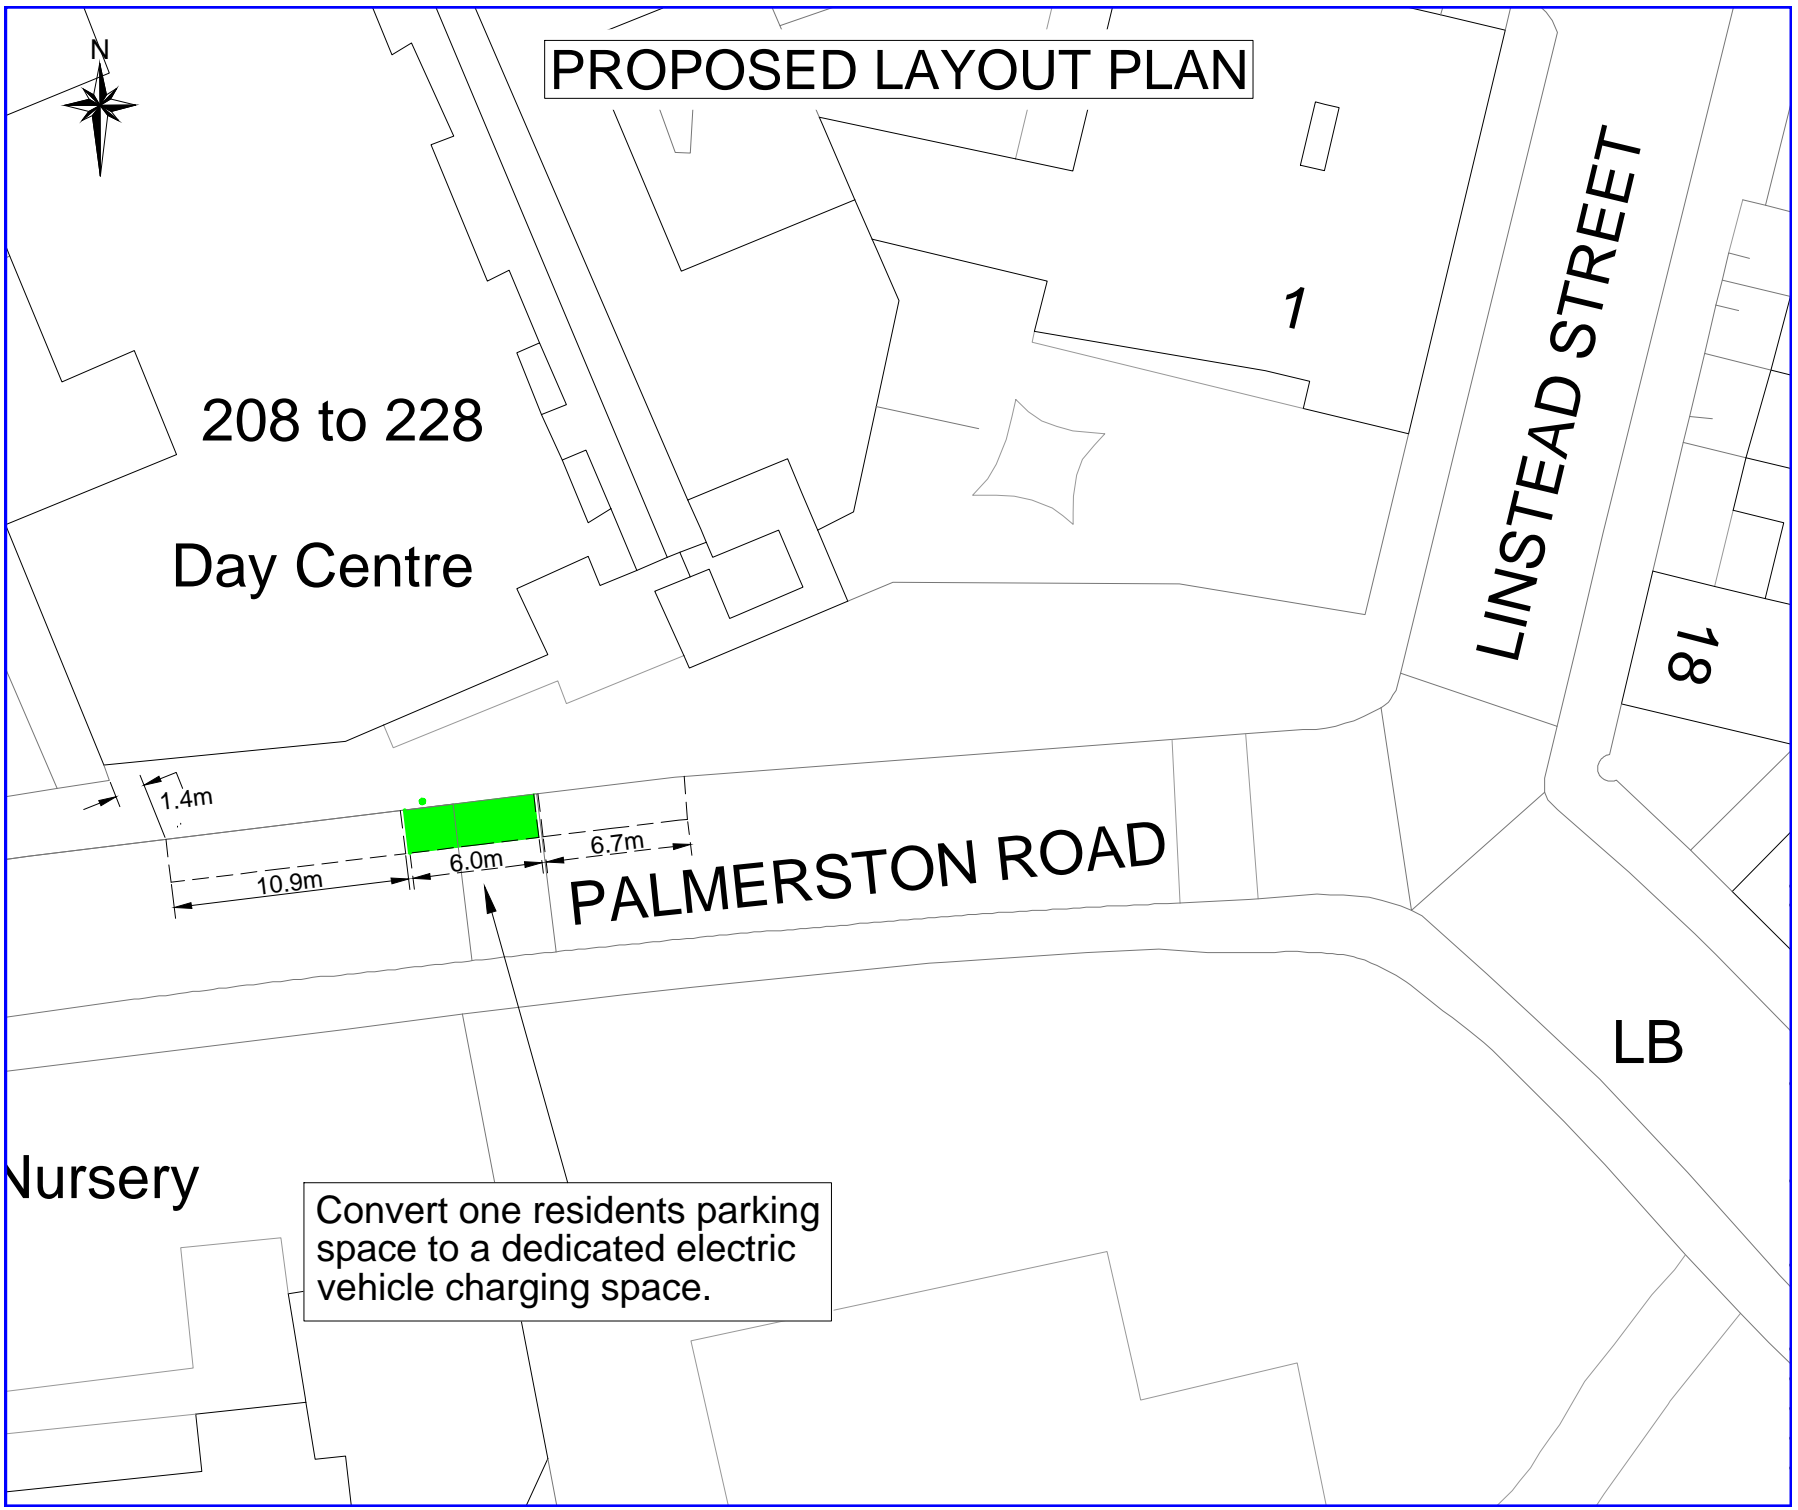 N
PROPOSED LAYOUT PLAN
LINSTEAD STREET
1
208 to 228
Day Centre
18
1.4m
10.9m
6.0m
6.7m
PALMERSTON ROAD
LB
Nursery
Convert one residents parking
space to a dedicated electric
vehicle charging space.